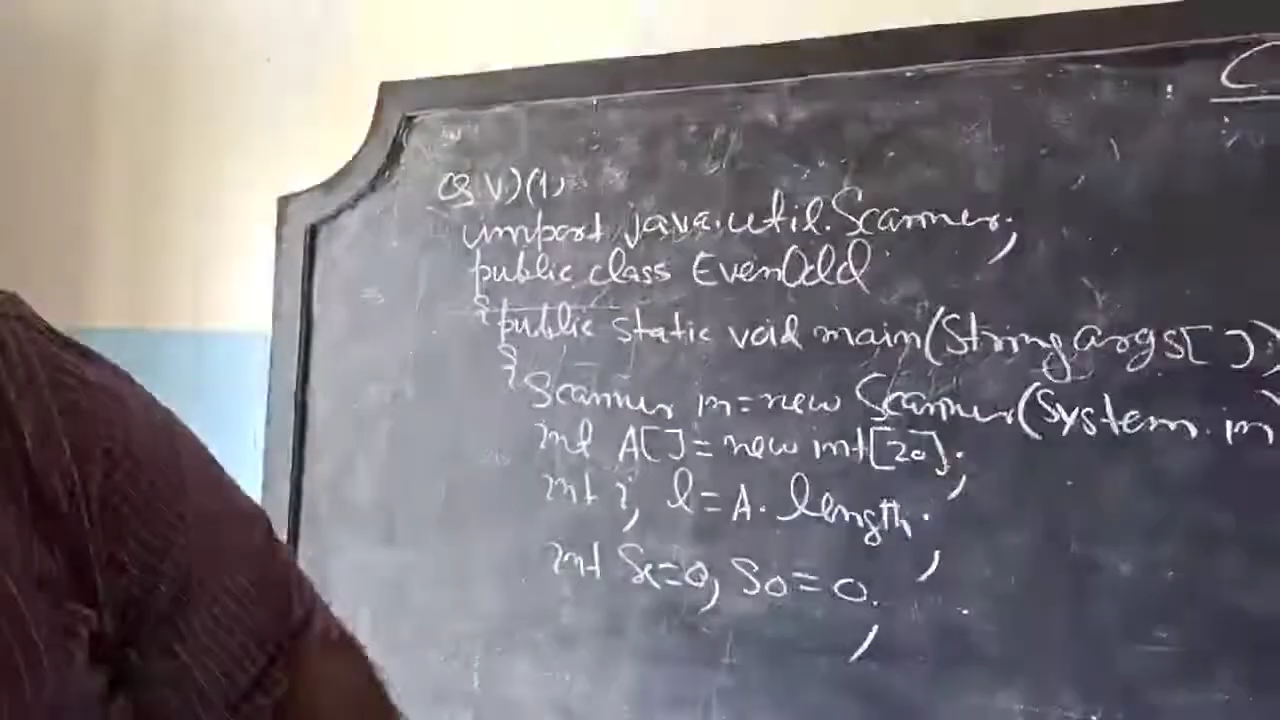 Q V.)(1)
import java.util.Scanner;
public class EvenOdd
{public static void main(String args[])
{Scanner in=new Scanner(System.in)
int A[]=new int[20];
int i, l=A.length;
int Se=0, So=0;